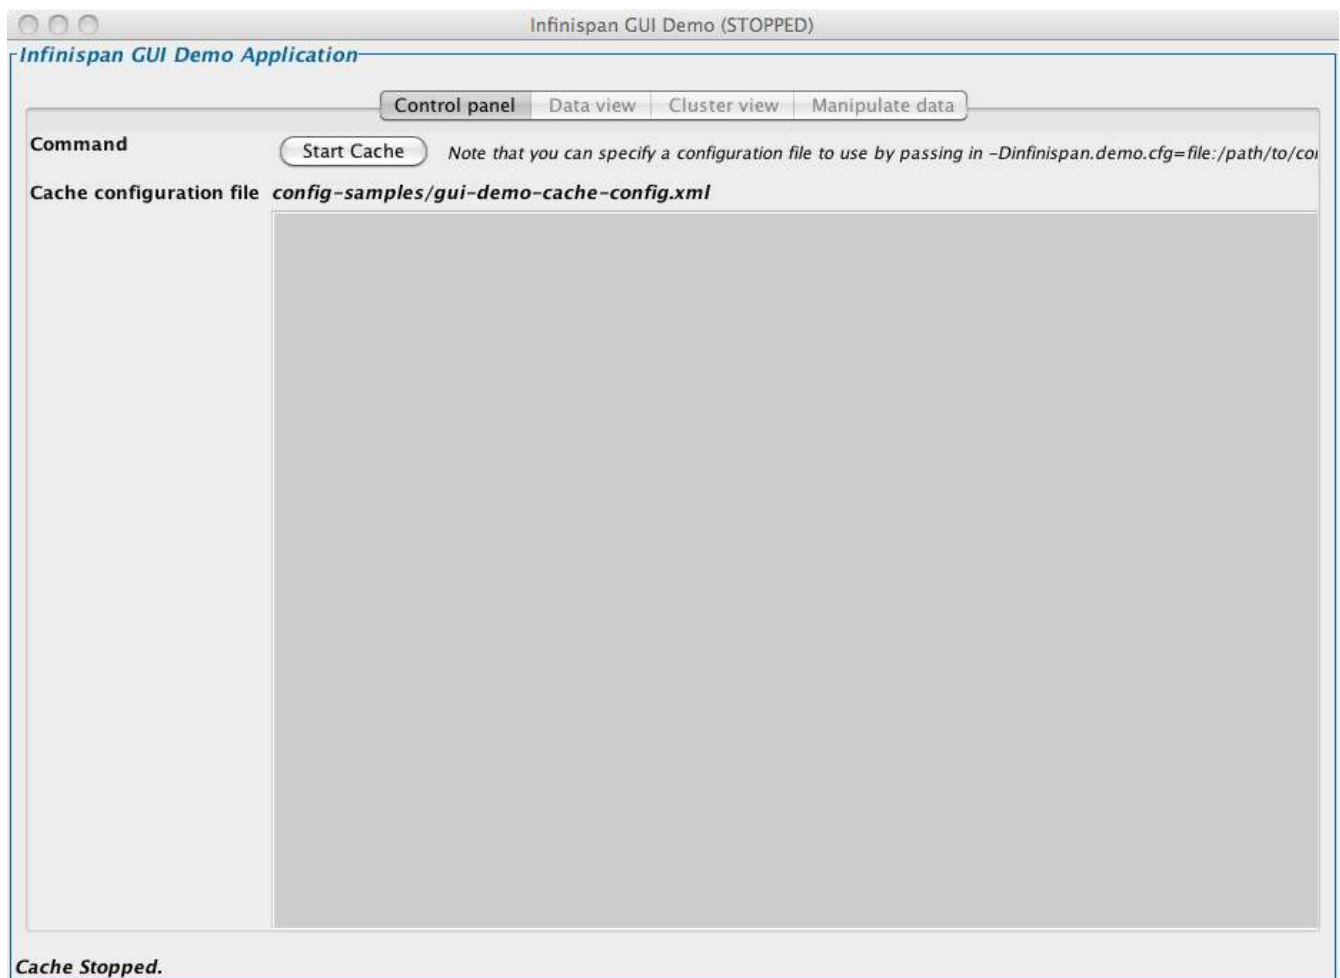 Infinispan GUI Demo (STOPPED)
Infinispan GUI Demo Application
Control panel Data view Cluster view Manipulate data
Command Start Cache Note that you can specify a configuration file to use by passing in -Dinfinispan.demo.cfg=file:/path/to/co
Cache configuration file config-samples/gui-demo-cache-config.xml
Cache Stopped.